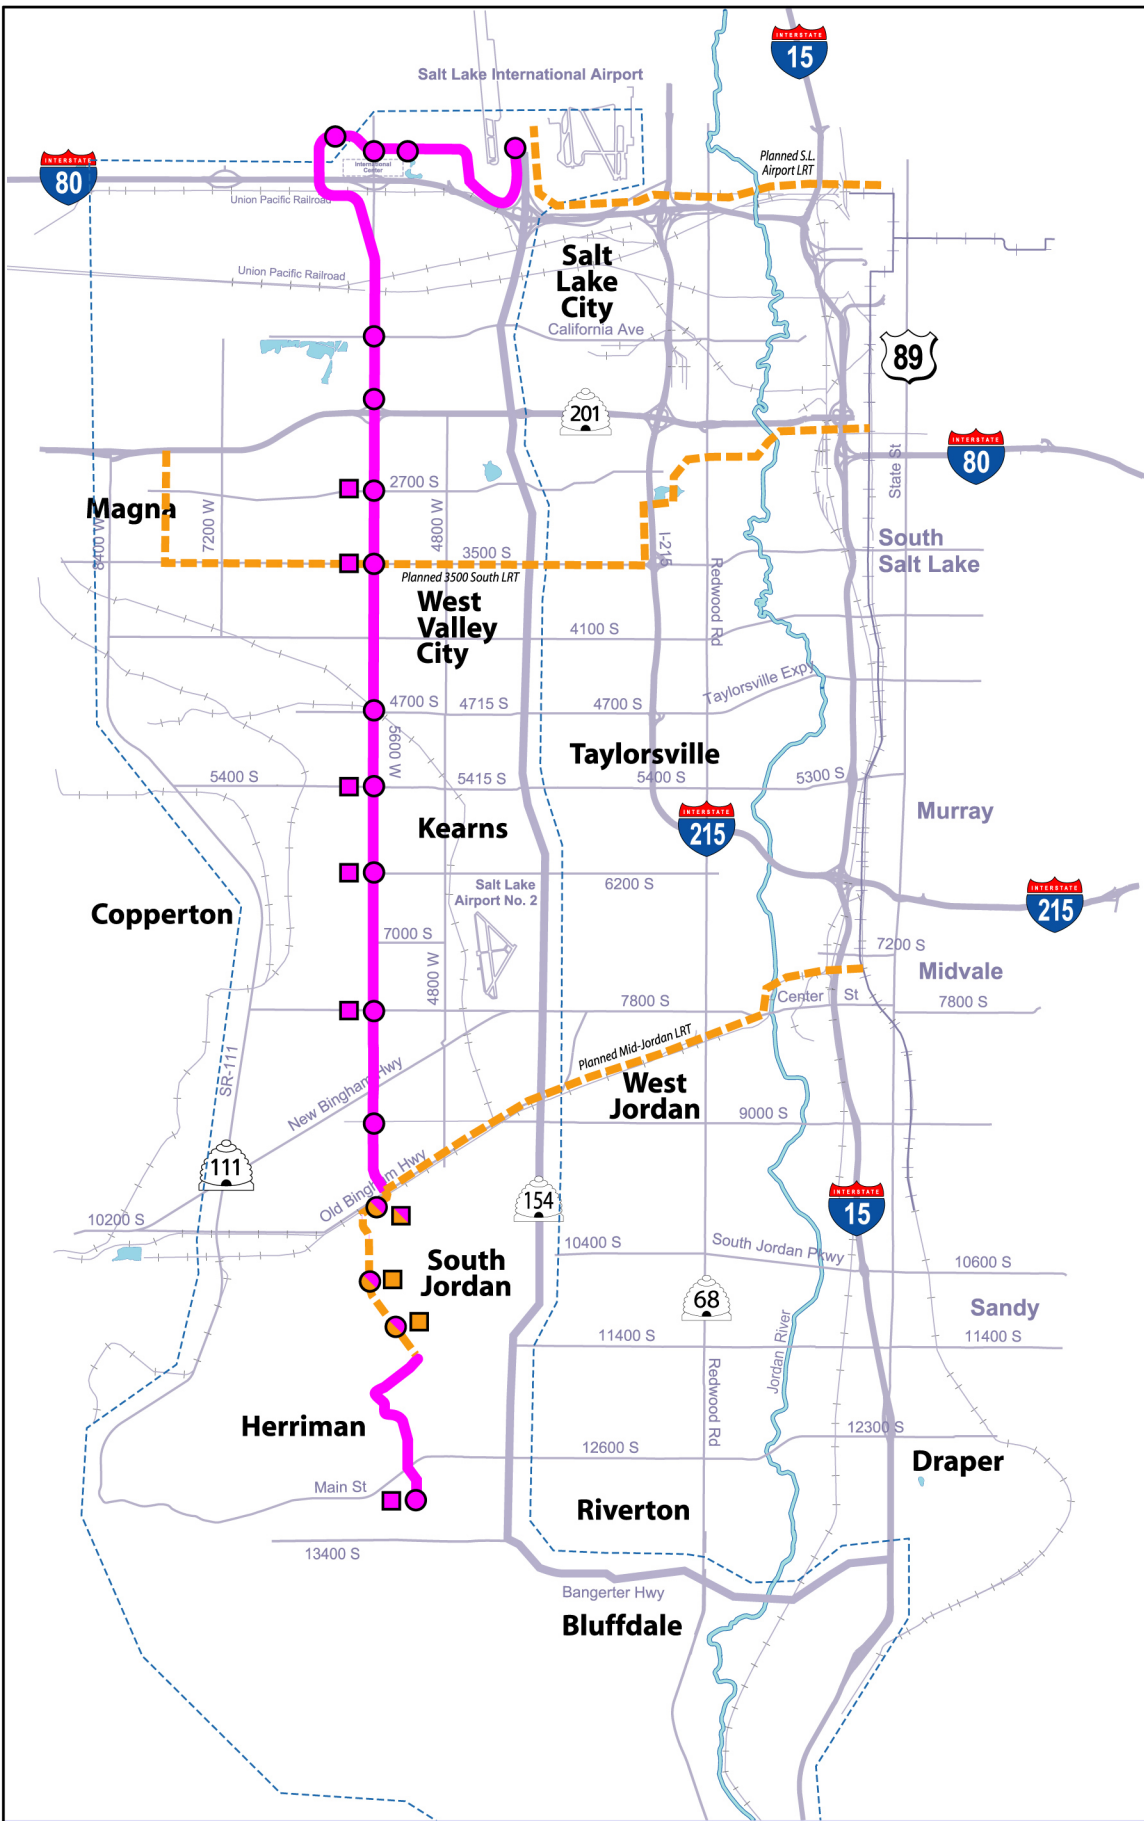 INTERSTATE
15
Salt Lake International Airport
Planned S.L.
Airport LRT
INTERSTATE
80
International
Center
Union Pacific Railroad
Union Pacific Railroad
Salt
Lake
City
California Ave
89
201
INTERSTATE
80
State St
2700 S
Magna
8400 W
7200 W
4800 W
3500 S
I-215
Redwood Rd
South
Salt Lake
Planned 3500 South LRT
West
Valley
City
4100 S
4700 S
4715 S
4700 S
Taylorsville Expy
5600 W
Taylorsville
5400 S
5415 S
5400 S
5300 S
Murray
Kearns
INTERSTATE
215
6200 S
Salt Lake
Airport No. 2
INTERSTATE
215
Copperton
7000 S
7200 S
Midvale
4800 W
7800 S
Center St
7800 S
Planned Mid-Jordan LRT
SR-111
New Bingham Hwy
West
Jordan
9000 S
111
Old Bingham Hwy
154
INTERSTATE
15
10200 S
10400 S
South Jordan Pkwy
10600 S
South
Jordan
68
Sandy
11400 S
11400 S
Jordan River
Redwood Rd
Herriman
12300 S
12600 S
Draper
Main St
Riverton
13400 S
Bangerter Hwy
Bluffdale